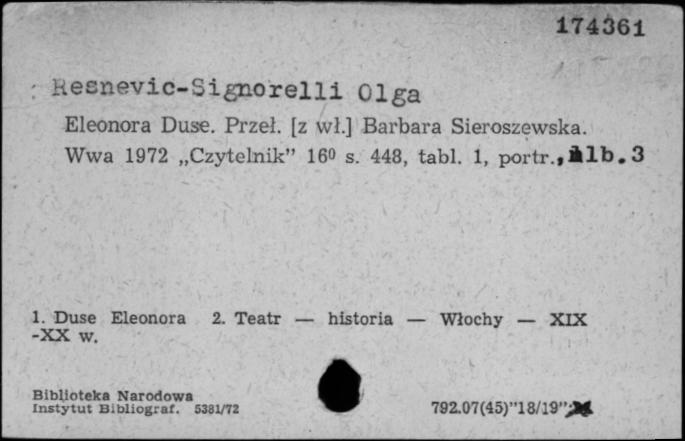 174361
Resnevic-Signorelli Olga
Eleonora Duse. Przeł. [z wł.] Barbara Sieroszewska.
Wwa 1972 „Czytelnik” 16⁰ s. 448, tabl. 1, portr., nlb. 3
1. Duse Eleonora 2. Teatr — historia — Włochy — XIX
-XX w.
Biblioteka Narodowa
Instytut Bibliograf. 5381/72
792.07(45)”18/19”